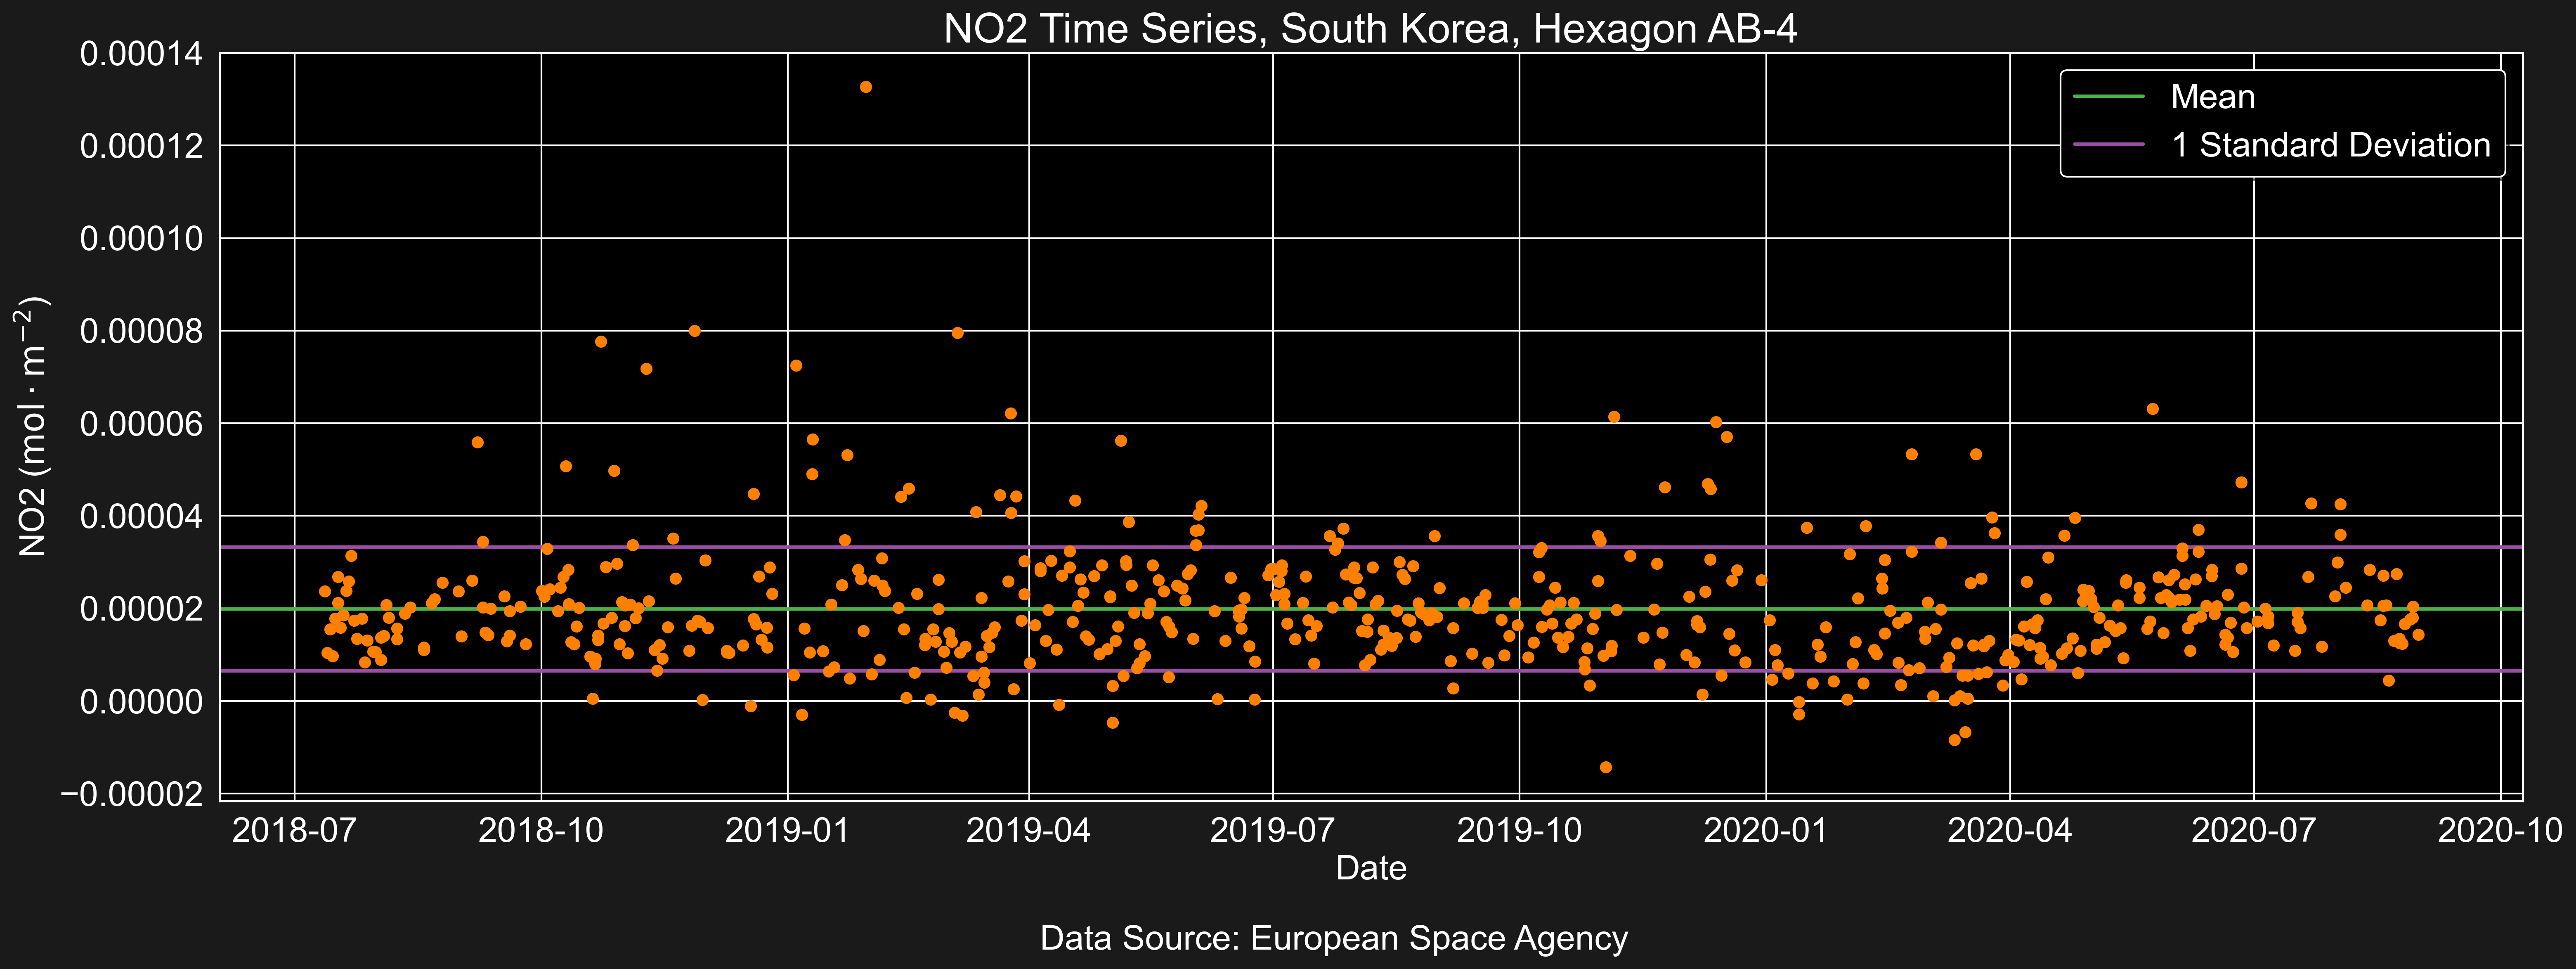 NO2 Time Series, South Korea, Hexagon AB-4
0.00014
0.00012
0.00010
0.00008
0.00006
0.00004
0.00002
0.00000
−0.00002
NO2 (mol · m⁻²)
Mean
1 Standard Deviation
2018-07 2018-10 2019-01 2019-04 2019-07 2019-10 2020-01 2020-04 2020-07 2020-10
Date
Data Source: European Space Agency